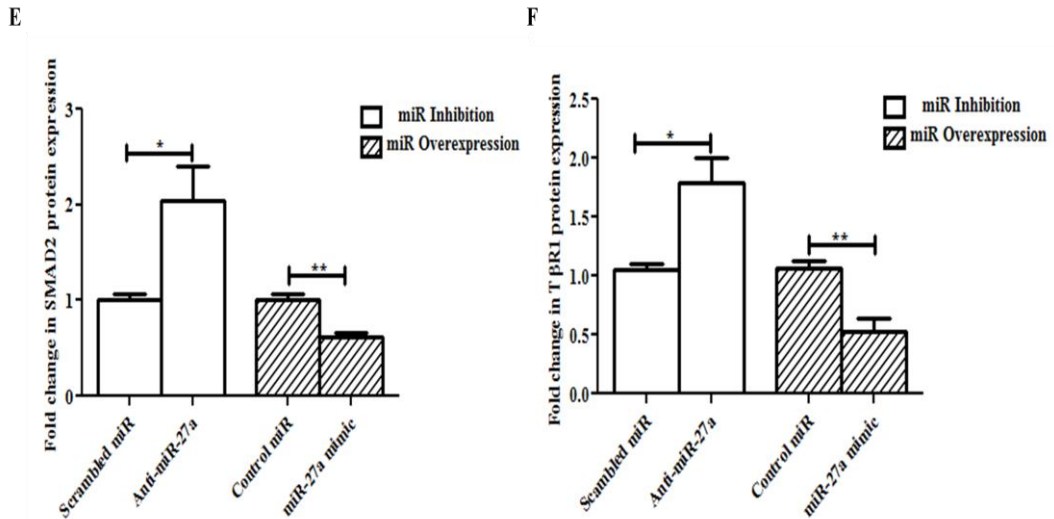 E
Fold change in SMAD2 protein expression
3
2
1
0
*
**
miR Inhibition
miR Overexpression
Scrambled miR
Anti-miR-27a
Control miR
miR-27a mimic
F
Fold change in T βR1 protein expression
2.5
2.0
1.5
1.0
0.5
0.0
*
**
miR Inhibition
miR Overexpression
Scambled miR
Anti-miR-27a
Control miR
miR-27a mimic